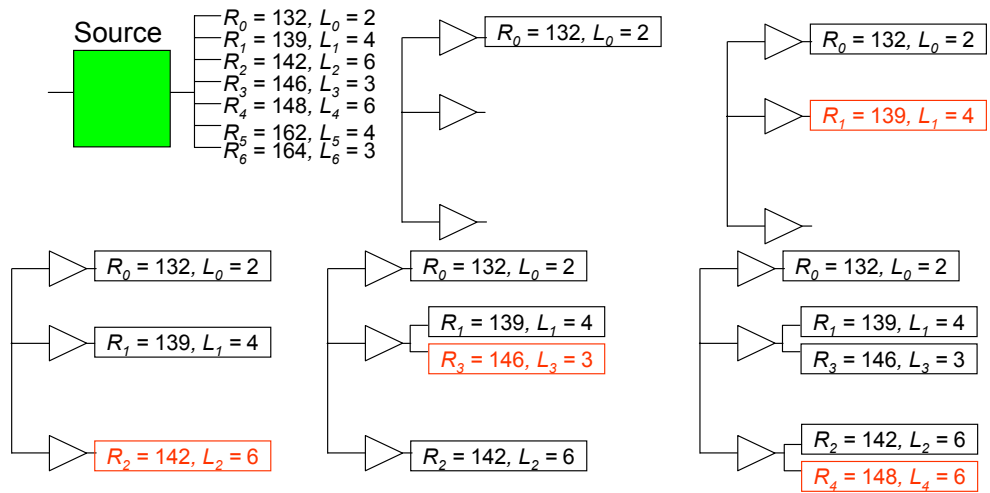 Source
R₀ = 132, L₀ = 2
R₁ = 139, L₁ = 4
R₂ = 142, L₂ = 6
R₃ = 146, L₃ = 3
R₄ = 148, L₄ = 6
R₅ = 162, L₅ = 4
R₆ = 164, L₆ = 3
R₀ = 132, L₀ = 2
R₀ = 132, L₀ = 2
R₁ = 139, L₁ = 4
R₀ = 132, L₀ = 2
R₁ = 139, L₁ = 4
R₂ = 142, L₂ = 6
R₀ = 132, L₀ = 2
R₁ = 139, L₁ = 4
R₃ = 146, L₃ = 3
R₂ = 142, L₂ = 6
R₀ = 132, L₀ = 2
R₁ = 139, L₁ = 4
R₃ = 146, L₃ = 3
R₂ = 142, L₂ = 6
R₄ = 148, L₄ = 6